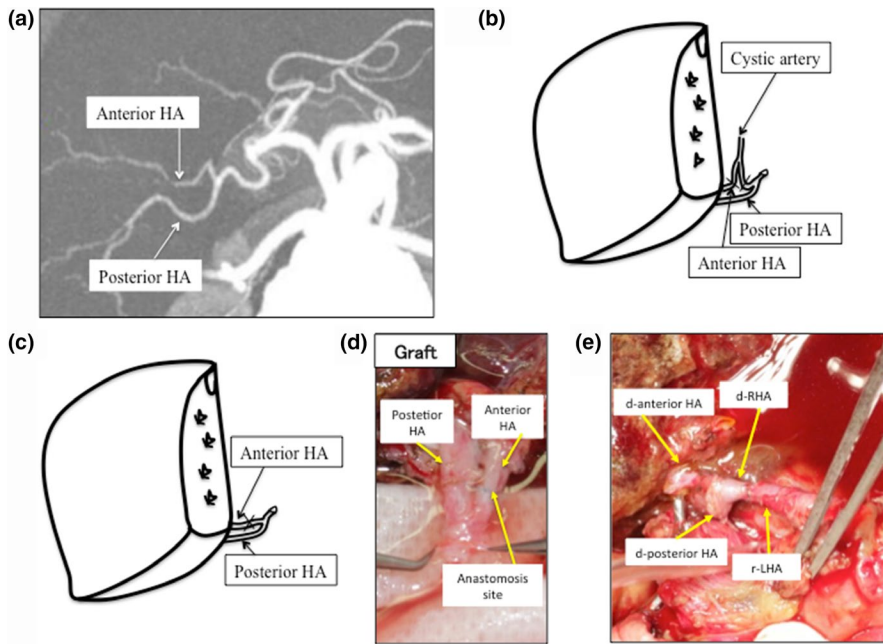 (a)
Anterior HA
Posterior HA
(b)
Cystic artery
Posterior HA
Anterior HA
(c)
Anterior HA
Posterior HA
(d)
Graft
Postetior
HA
Anterior
HA
Anastomosis
site
(e)
d-anterior HA
d-RHA
d-posterior HA
r-LHA